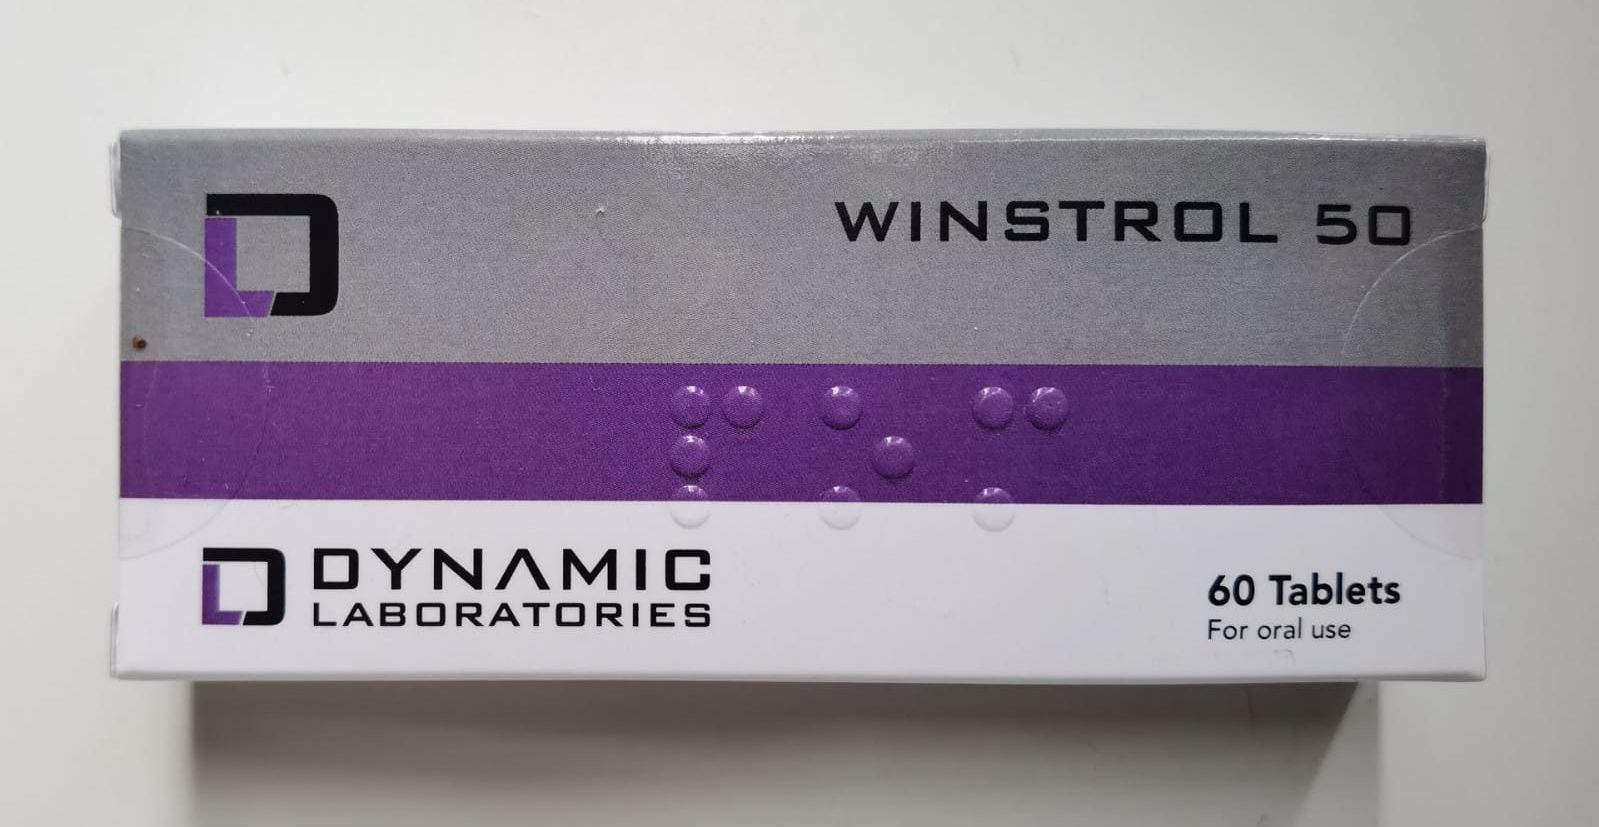 WINSTROL 50
DYNAMIC
LABORATORIES
60 Tablets
For oral use